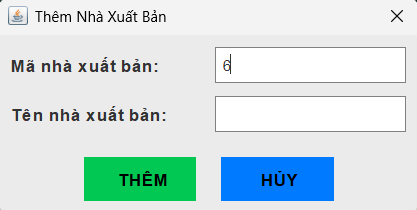 Thêm Nhà Xuất Bản
Mã nhà xuất bản: 6
Tên nhà xuất bản:
THÊM HỦY